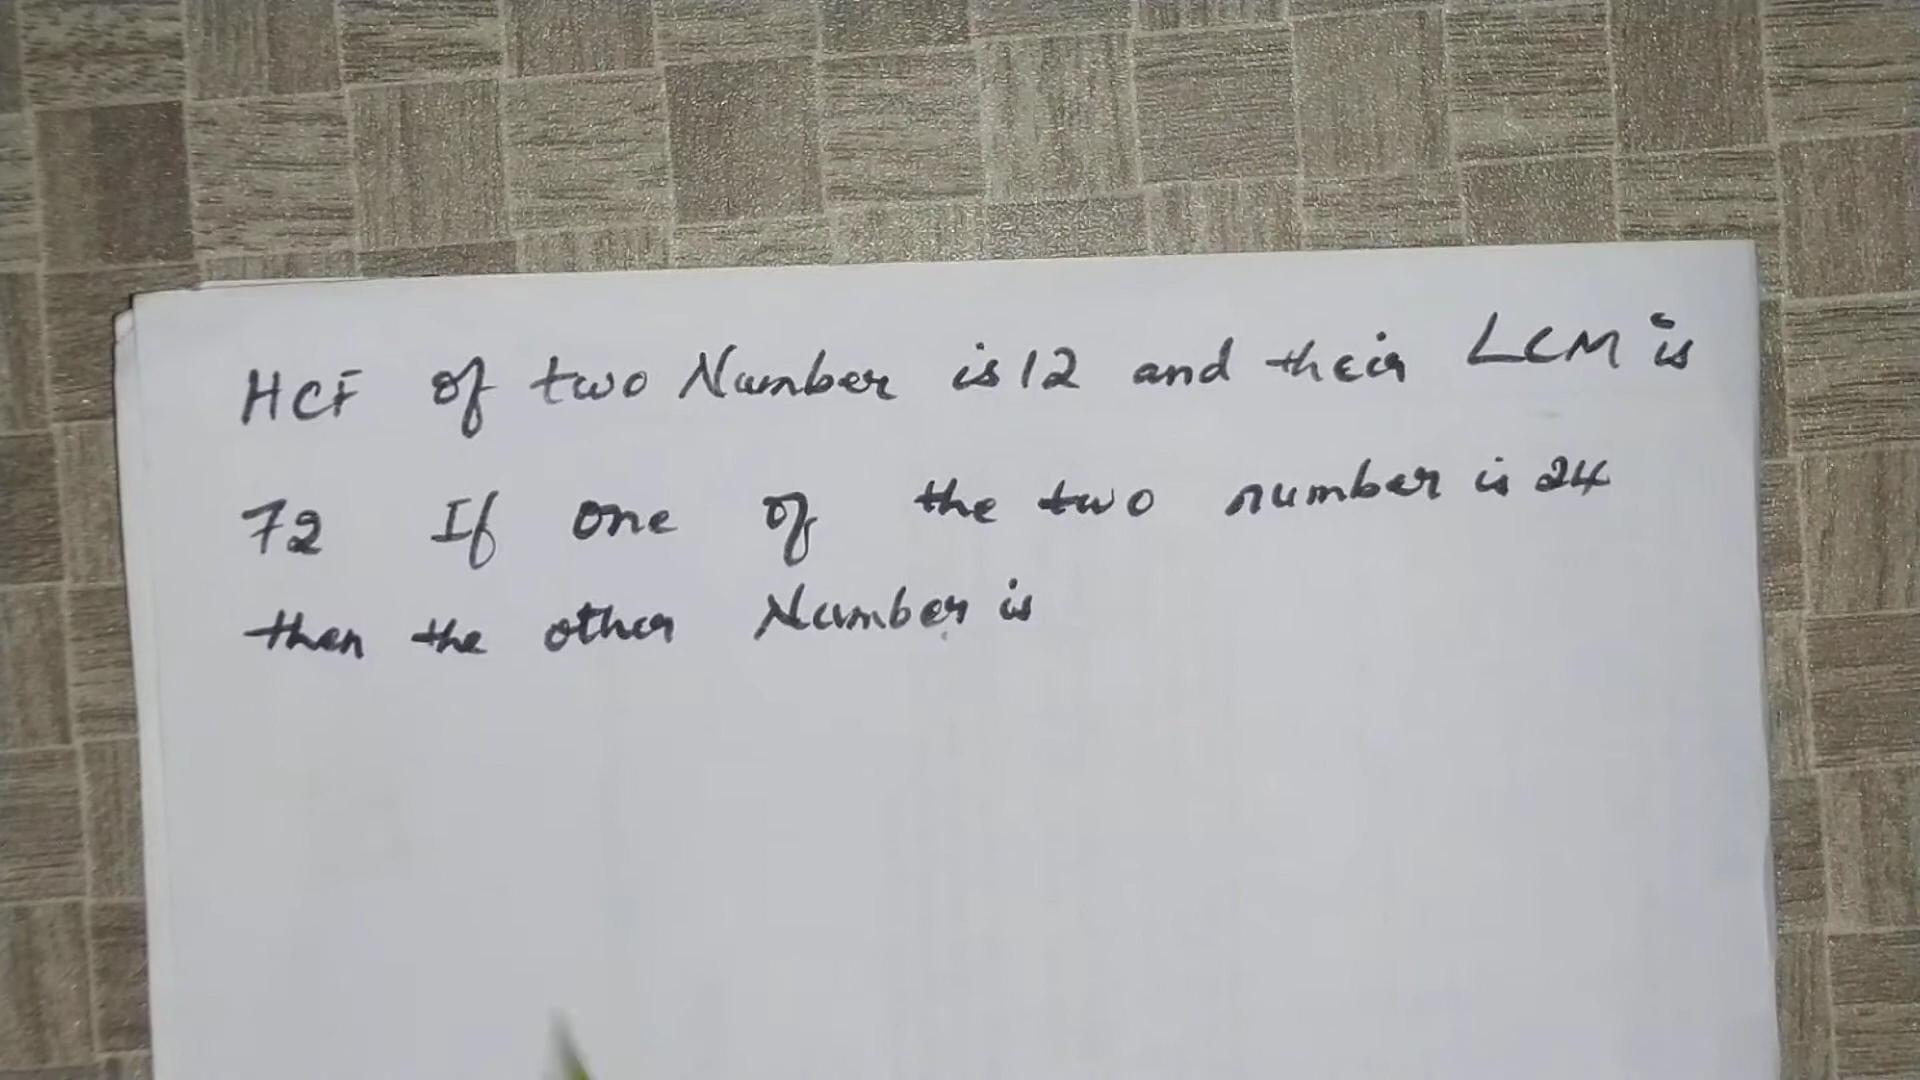 HCF of two Number is 12 and their LCM is
72 If one of the two number is 24
then the other Number is